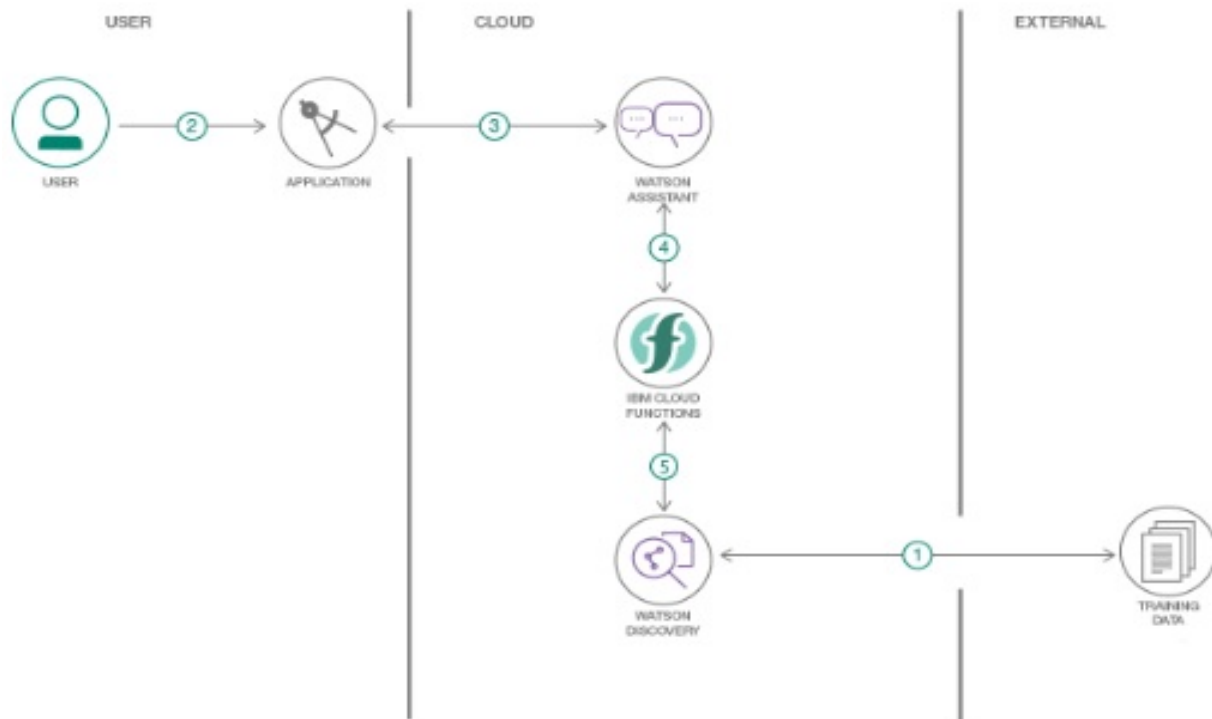 USER
CLOUD
EXTERNAL
2
3
USER
APPLICATION
WATSON
ASSISTANT
4
IBM CLOUD
FUNCTIONS
5
1
WATSON
DISCOVERY
TRAINING
DATA